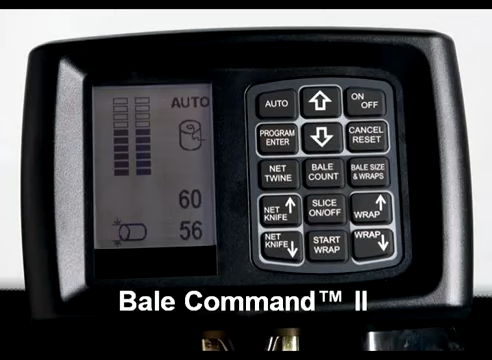 AUTO
60
56
AUTO
ON
OFF
PROGRAM
ENTER
CANCEL
RESET
NET
TWINE
BALE
COUNT
BALE SIZE
& WRAPS
NET
KNIFE
SLICE
ON/OFF
WRAP
NET
KNIFE
START
WRAP
WRAP
Bale Command™ II